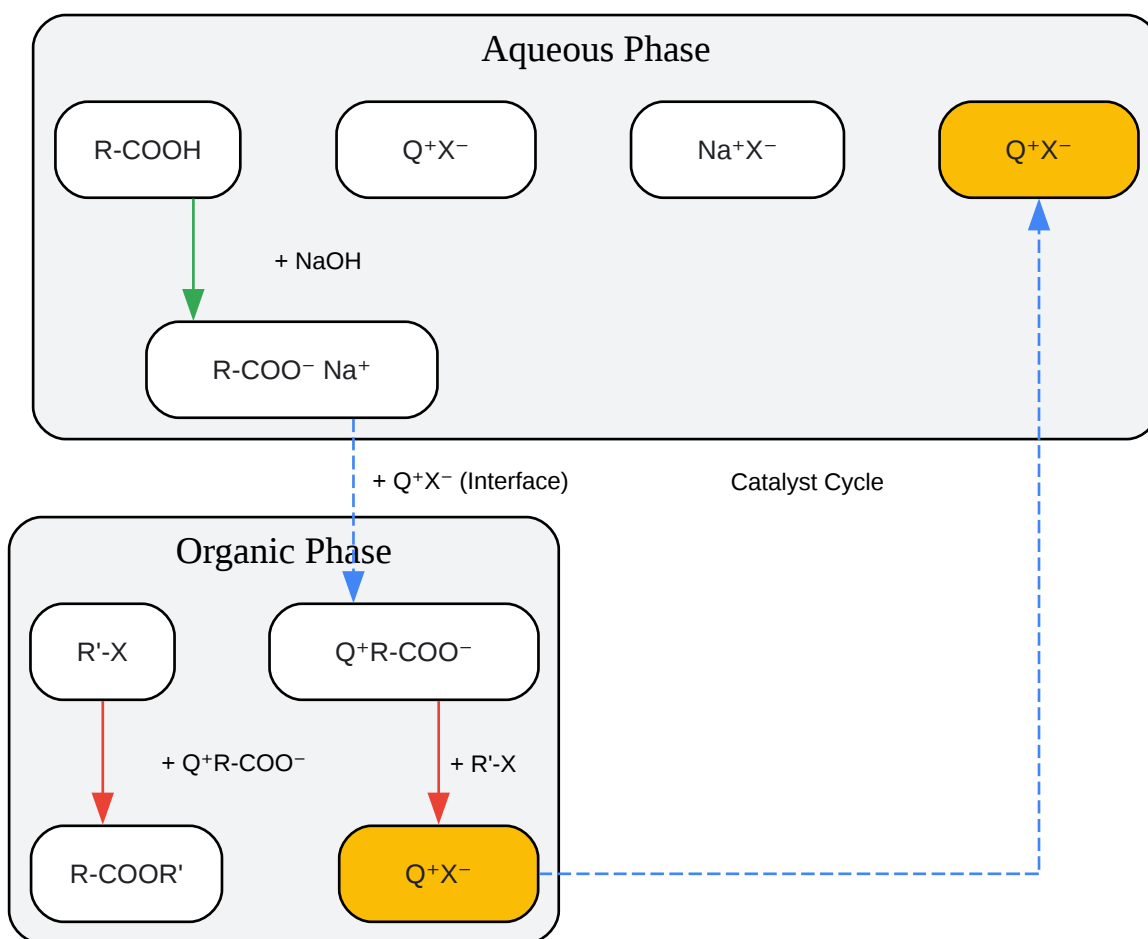 Aqueous Phase
R-COOH
Q⁺X⁻
Na⁺X⁻
Q⁺X⁻
+ NaOH
R-COO⁻ Na⁺
+ Q⁺X⁻ (Interface)
Catalyst Cycle
Organic Phase
R'-X
Q⁺R-COO⁻
+ Q⁺R-COO⁻
+ R'-X
R-COOR'
Q⁺X⁻